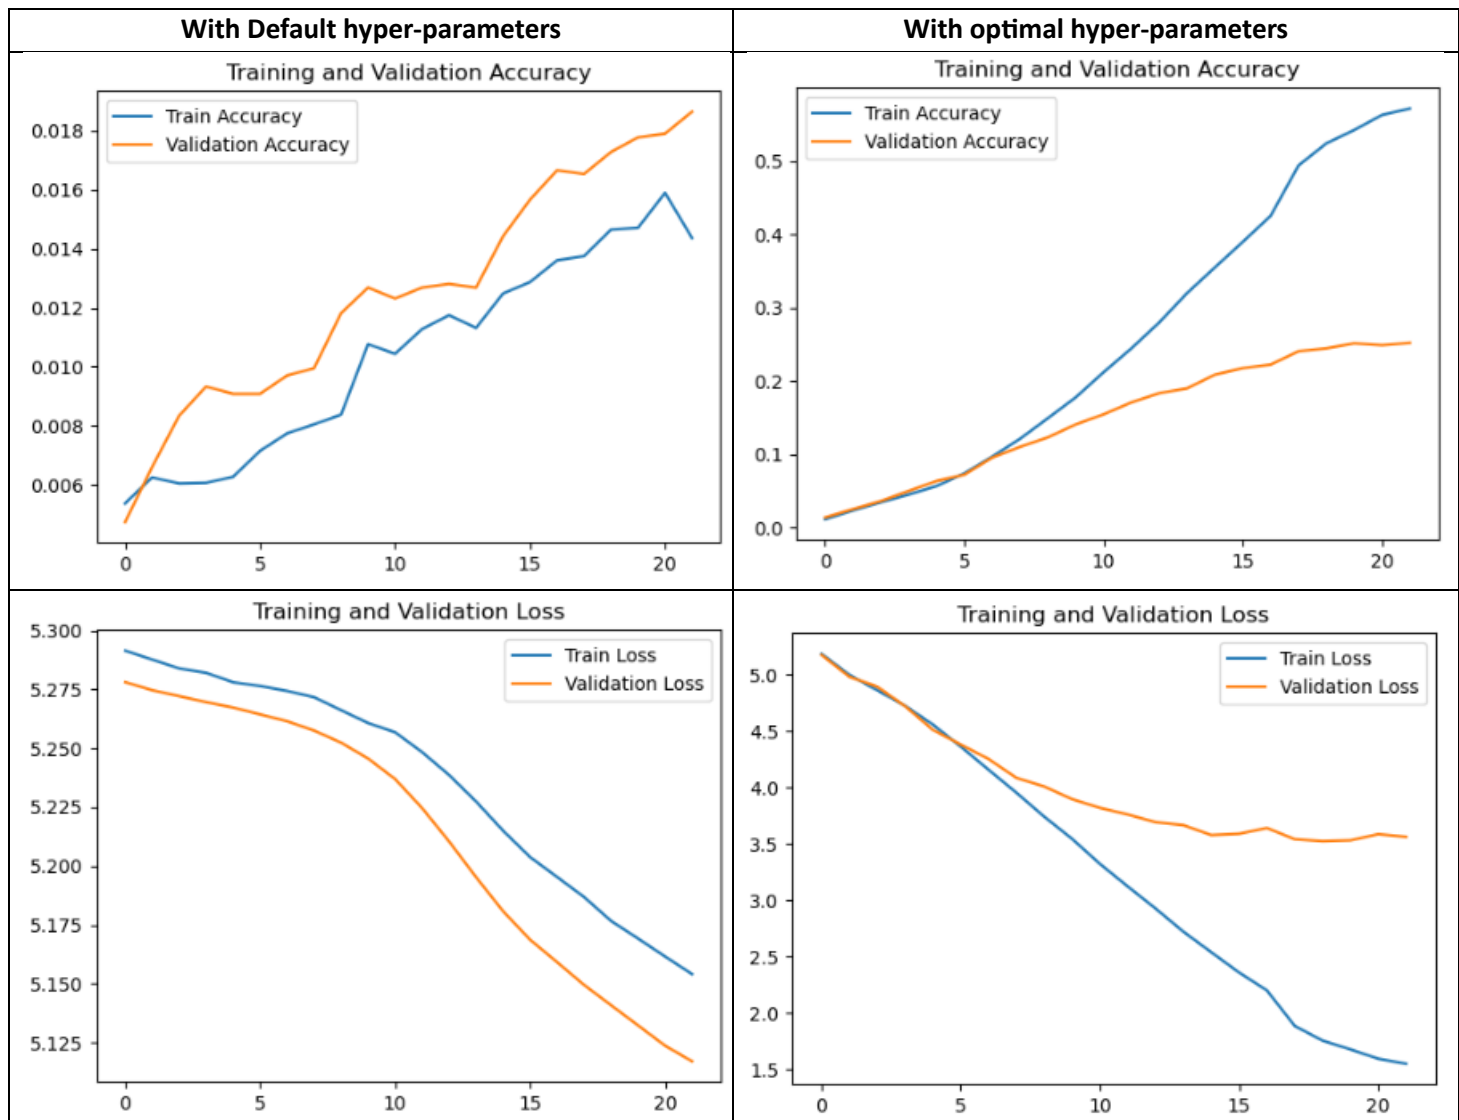 With Default hyper-parameters
With optimal hyper-parameters
Training and Validation Accuracy
Train Accuracy
Validation Accuracy
0.018
0.016
0.014
0.012
0.010
0.008
0.006
0 5 10 15 20
Training and Validation Accuracy
Train Accuracy
Validation Accuracy
0.5
0.4
0.3
0.2
0.1
0.0
0 5 10 15 20
Training and Validation Loss
Train Loss
Validation Loss
5.300
5.275
5.250
5.225
5.200
5.175
5.150
5.125
0 5 10 15 20
Training and Validation Loss
Train Loss
Validation Loss
5.0
4.5
4.0
3.5
3.0
2.5
2.0
1.5
0 5 10 15 20